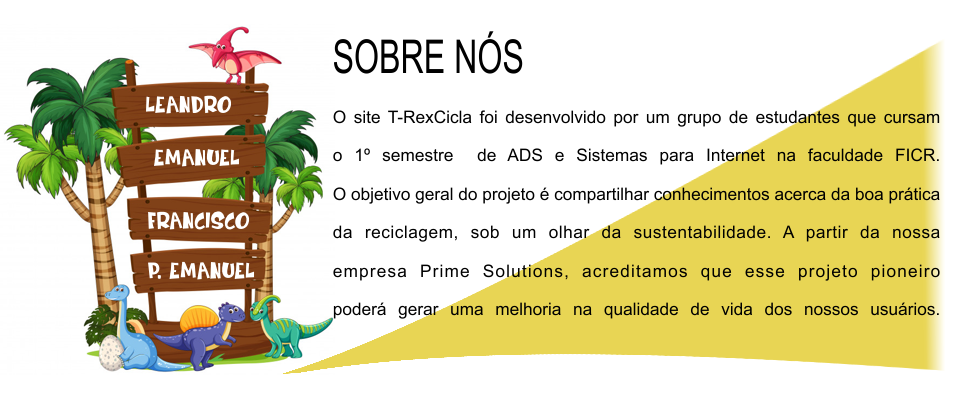 SOBRE NÓS
LEANDRO
EMANUEL
FRANCISCO
P. EMANUEL
O site T-RexCicla foi desenvolvido por um grupo de estudantes que cursam
o 1º semestre de ADS e Sistemas para Internet na faculdade FICR.
O objetivo geral do projeto é compartilhar conhecimentos acerca da boa prática
da reciclagem, sob um olhar da sustentabilidade. A partir da nossa
empresa Prime Solutions, acreditamos que esse projeto pioneiro
poderá gerar uma melhoria na qualidade de vida dos nossos usuários.